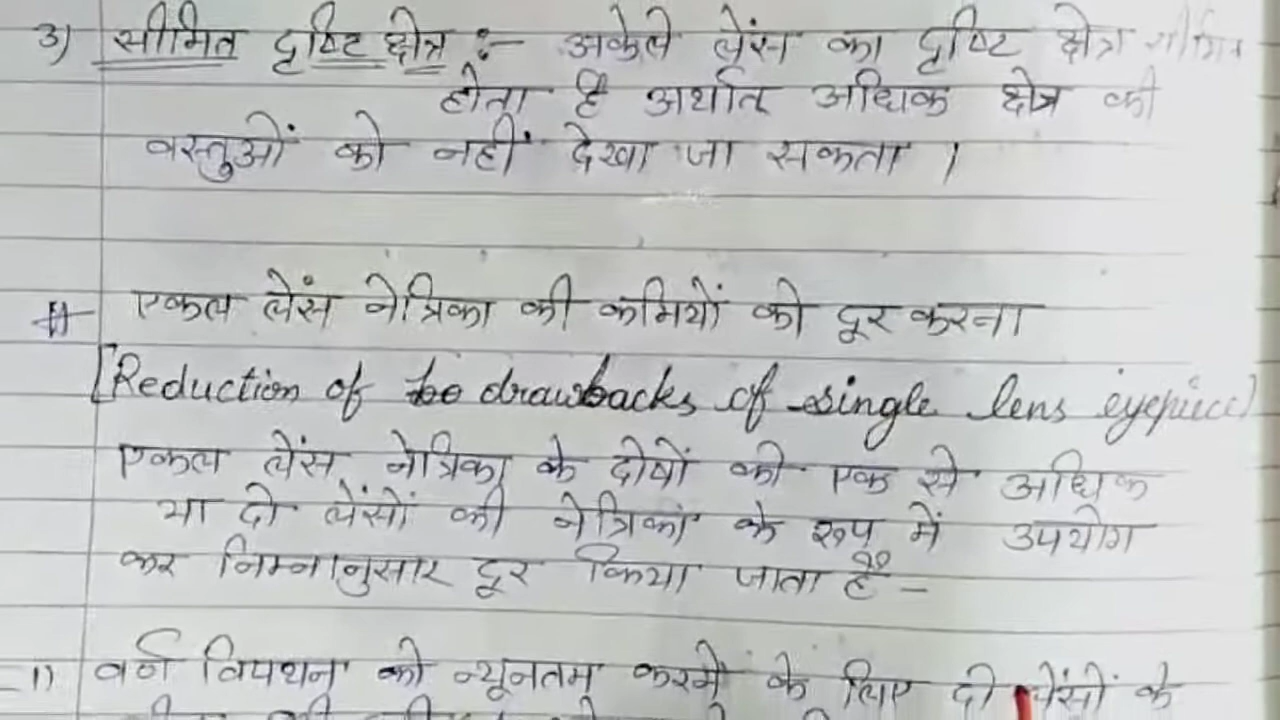 3) सीमित दृष्टि क्षेत्र :- अकेले लेंस का दृष्टि क्षेत्र सीमित
होता है अर्थात अधिक क्षेत्र की
वस्तुओं को नहीं देखा जा सकता ।
# एकल लेंस नेत्रिका की कमियों को दूर करना
[Reduction of drawbacks of single lens eyepiece]
एकल लेंस नेत्रिका के दोषों को एक से अधिक
या दो लेंसों की नेत्रिका के रूप में उपयोग
कर निम्नानुसार दूर किया जाता है -
1) वर्ण विपथन को न्यूनतम करने के लिए दो लेंसों के